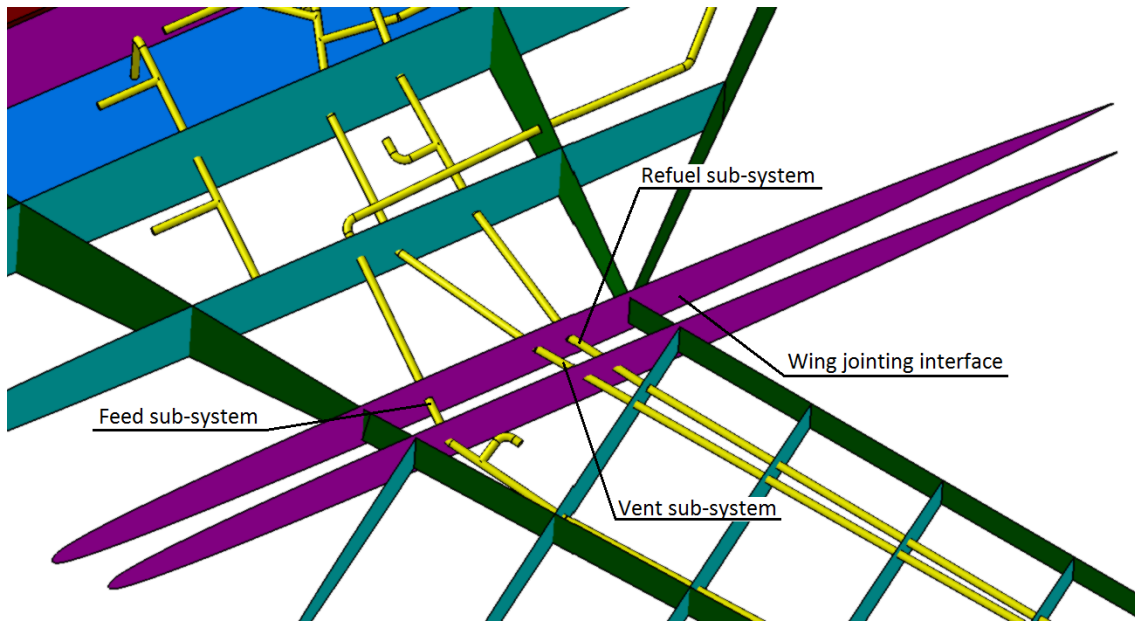 Refuel sub-system
Wing jointing interface
Feed sub-system
Vent sub-system